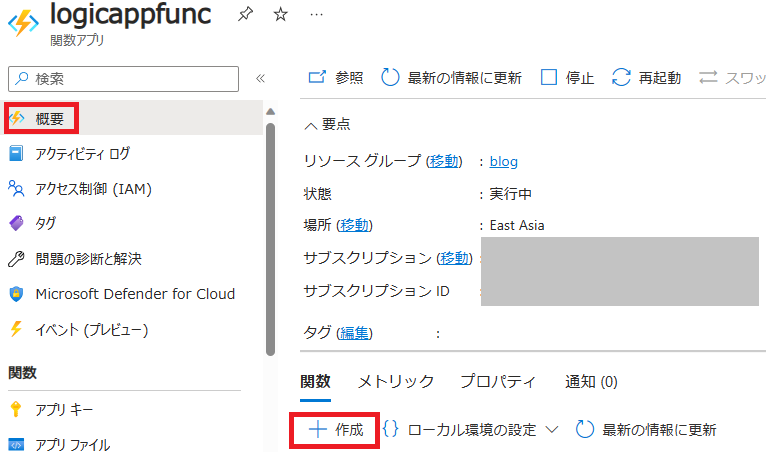 logicappfunc
関数アプリ
検索
概要
アクティビティ ログ
アクセス制御 (IAM)
タグ
問題の診断と解決
Microsoft Defender for Cloud
イベント (プレビュー)
関数
アプリ キー
アプリ ファイル
参照 最新の情報に更新 停止 再起動 スワッ
要点
リソース グループ (移動) : blog
状態 : 実行中
場所 (移動) : East Asia
サブスクリプション (移動) :
サブスクリプション ID :
タグ (編集) :
関数 メトリック プロパティ 通知 (0)
作成 ローカル環境の設定 最新の情報に更新